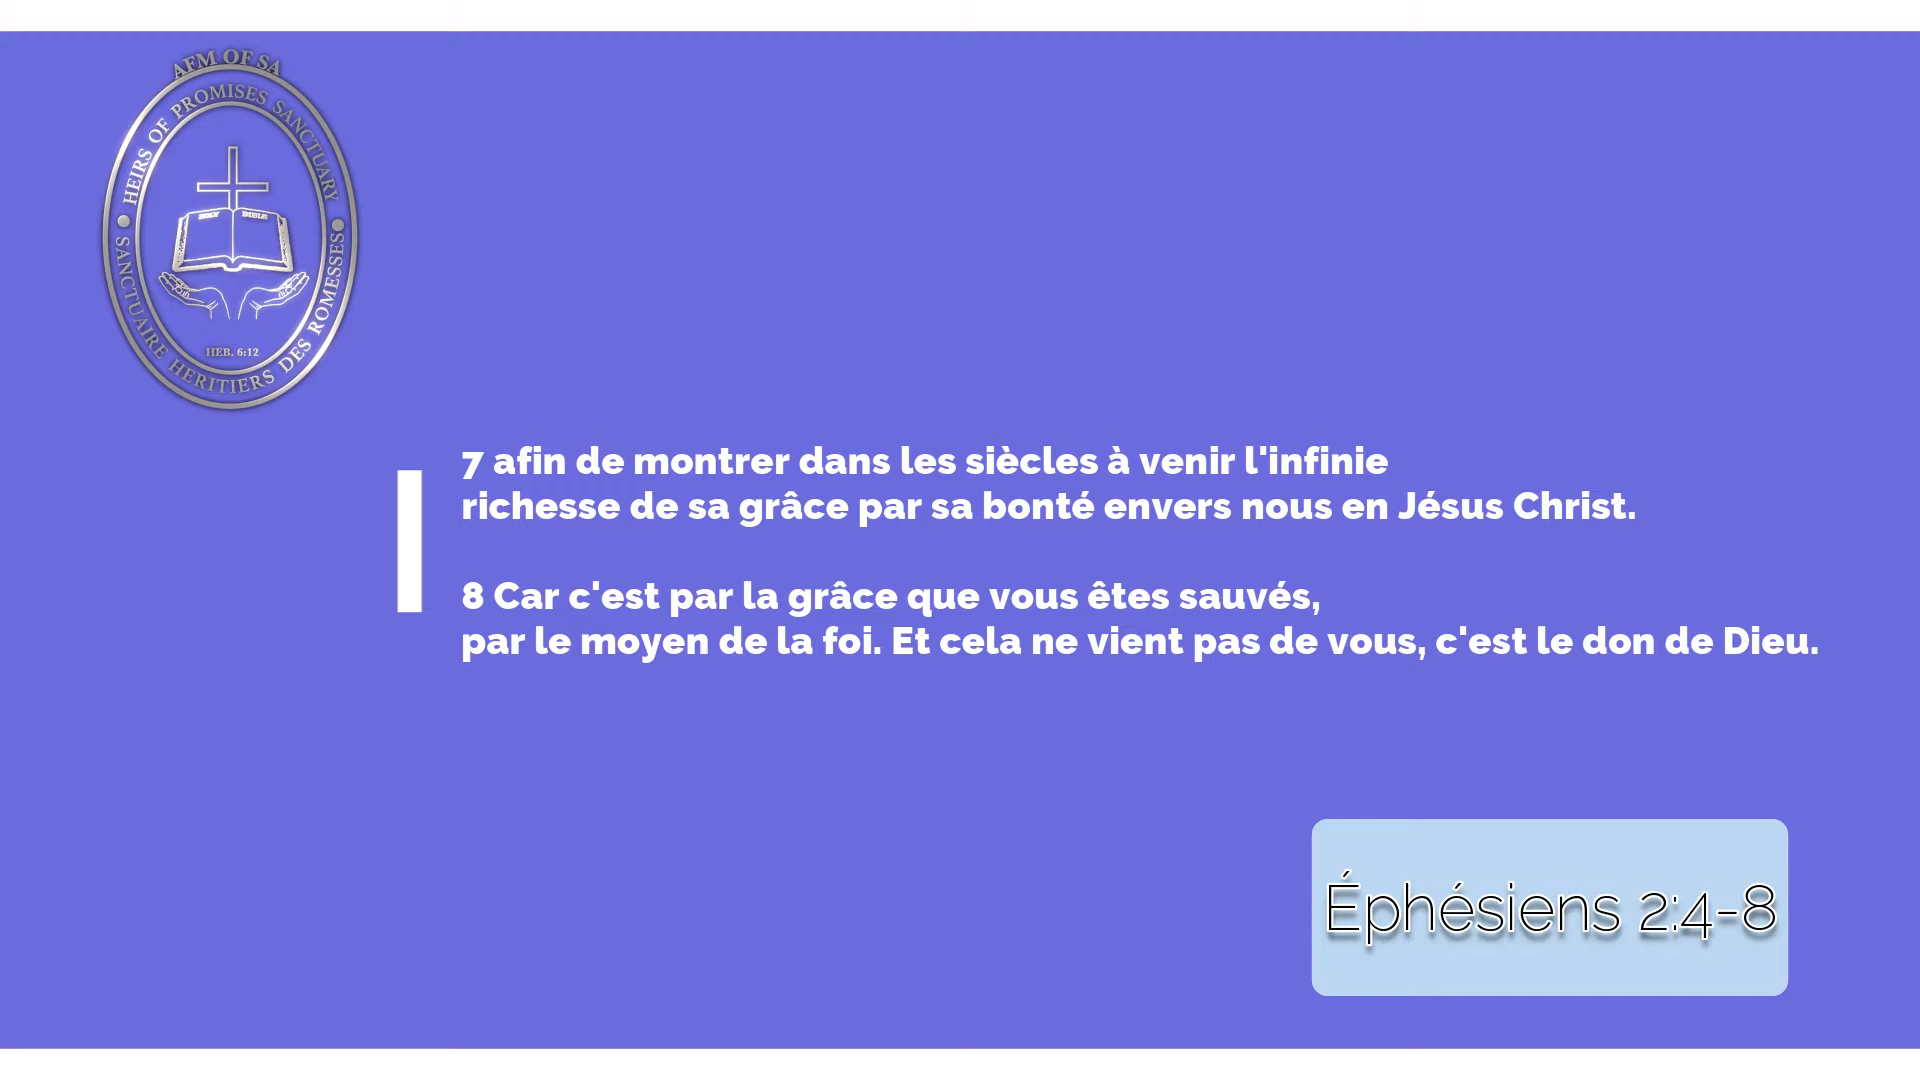 AFM OF SA
HEIRS OF PROMISES SANCTUARY
HOLY BIBLE
HEB. 6:12
SANCTUAIRE HERITIERS DES ROMESSES
7 afin de montrer dans les siècles à venir l'infinie
richesse de sa grâce par sa bonté envers nous en Jésus Christ.
8 Car c'est par la grâce que vous êtes sauvés,
par le moyen de la foi. Et cela ne vient pas de vous, c'est le don de Dieu.
Éphésiens 2:4-8